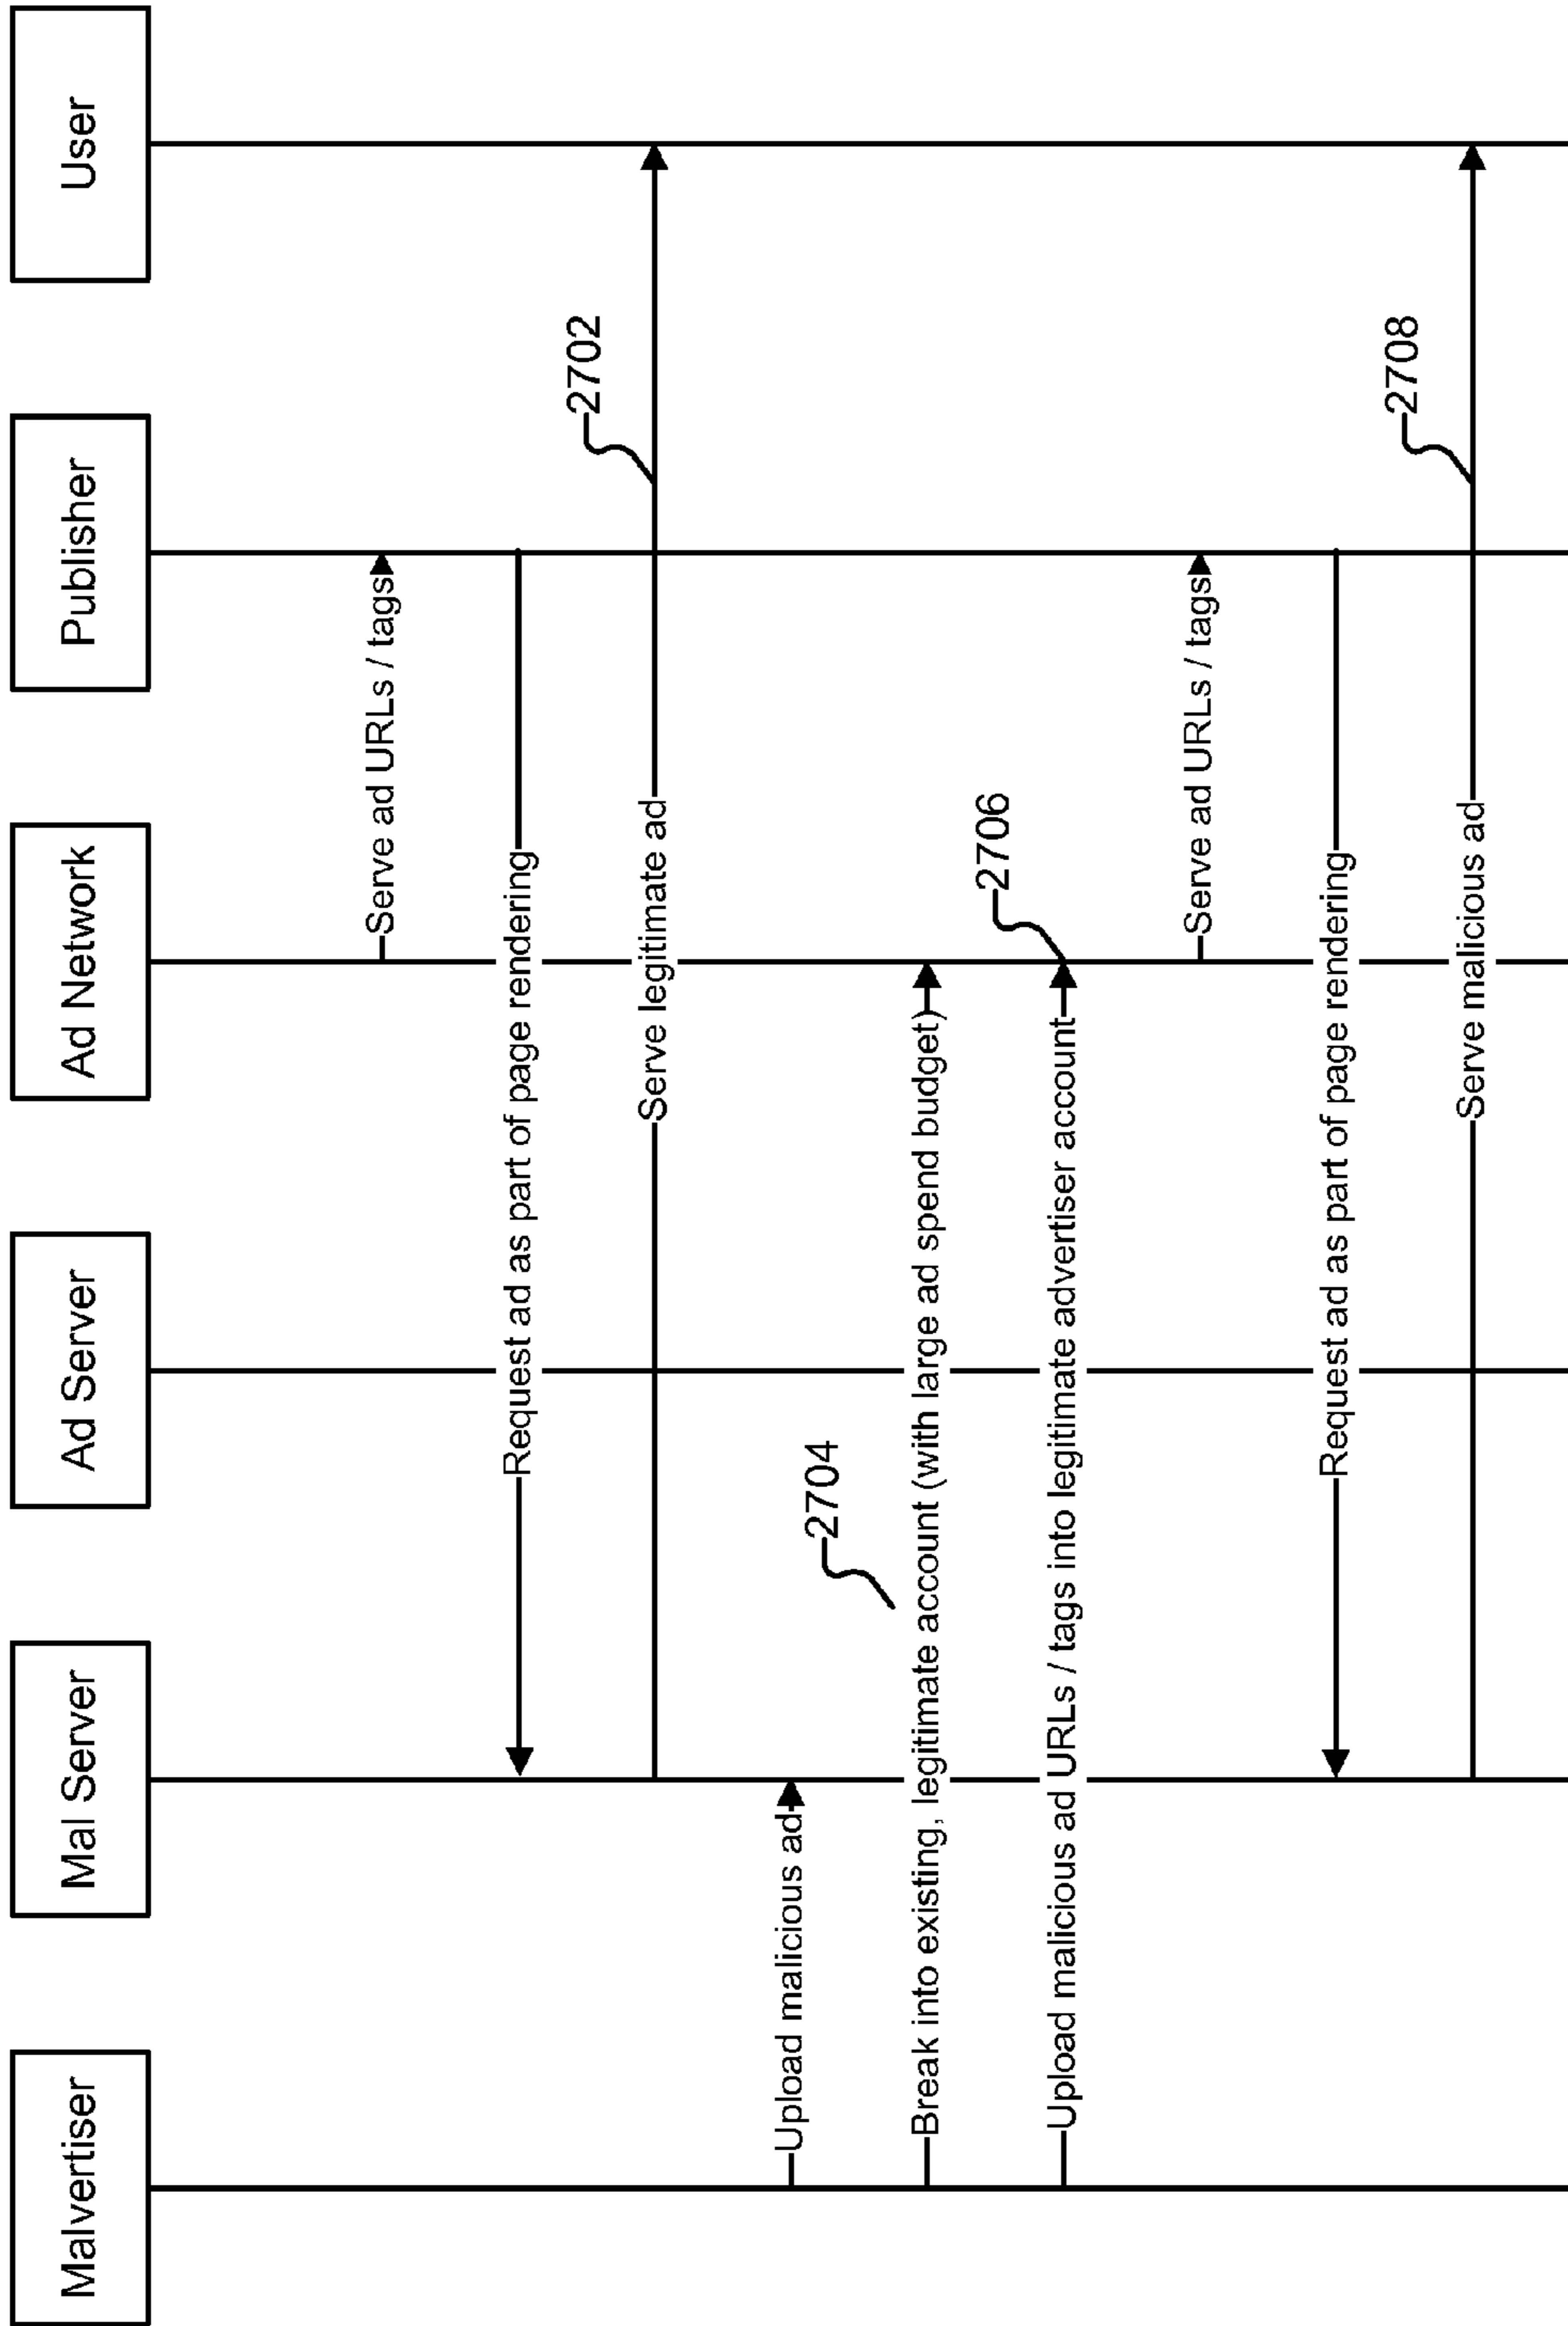 Malvertiser
Mal Server
Ad Server
Ad Network
Publisher
User
Serve ad URLs / tags
Request ad as part of page rendering
2702
Serve legitimate ad
Upload malicious ad
2704
Break into existing, legitimate account (with large ad spend budget)
2706
Upload malicious ad URLs / tags into legitimate advertiser account
Serve ad URLs / tags
Request ad as part of page rendering
2708
Serve malicious ad